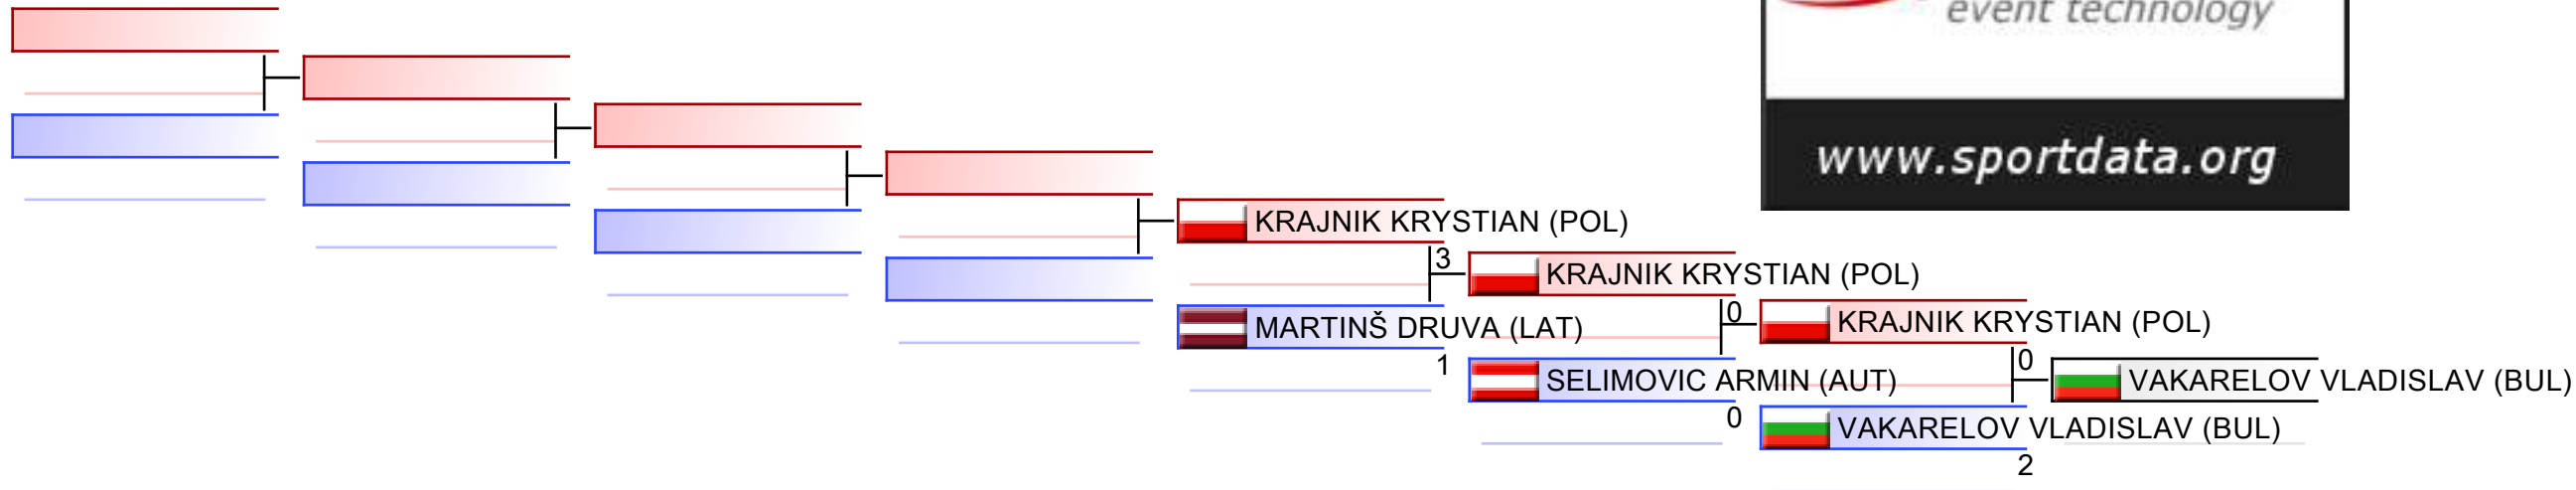 event technology
www.sportdata.org
KRAJNIK KRYSTIAN (POL)
3
KRAJNIK KRYSTIAN (POL)
MARTINŠ DRUVA (LAT)
1
0
KRAJNIK KRYSTIAN (POL)
SELIMOVIC ARMIN (AUT)
0
0
VAKARELOV VLADISLAV (BUL)
VAKARELOV VLADISLAV (BUL)
2